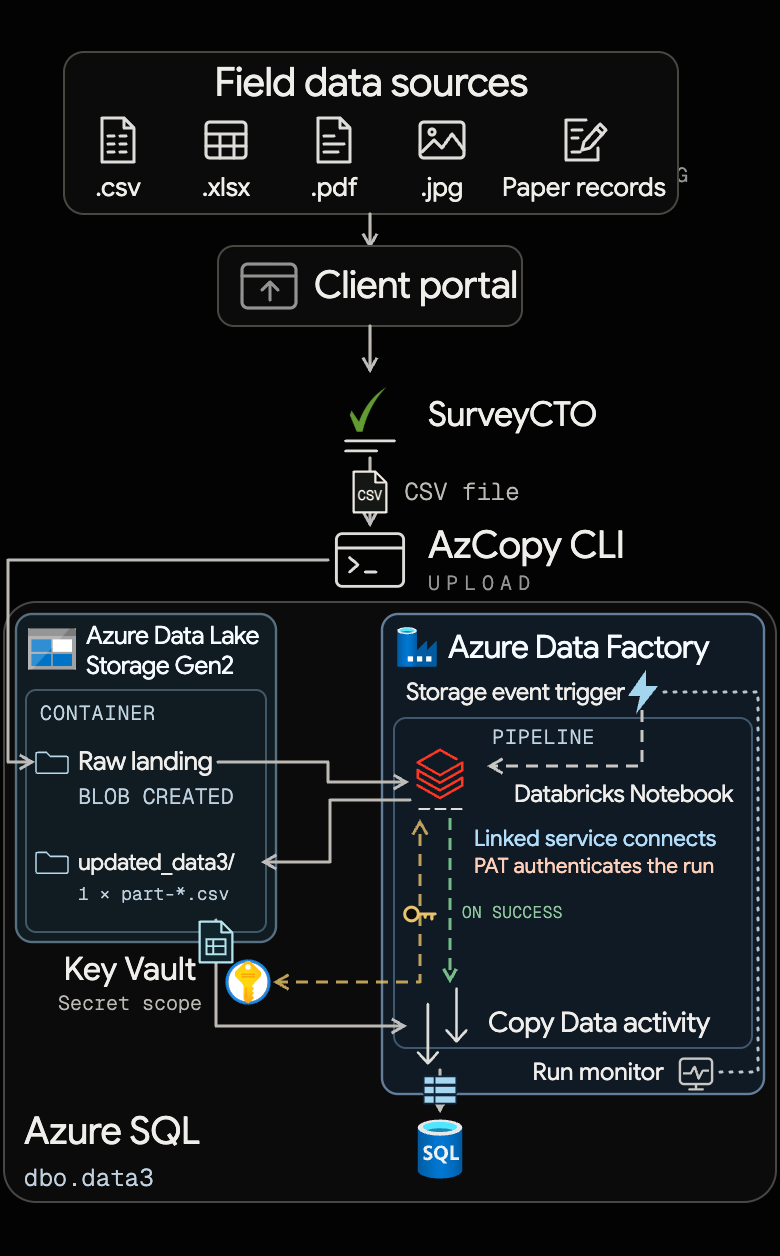 Field data sources
.csv
.xlsx
.pdf
.jpg
Paper records
G
Client portal
SurveyCTO
CSV
CSV file
AzCopy CLI
UPLOAD
Azure Data Lake
Storage Gen2
CONTAINER
Raw landing
BLOB CREATED
updated_data3/
1 × part-*.csv
Azure Data Factory
Storage event trigger
PIPELINE
Databricks Notebook
Linked service connects
PAT authenticates the run
ON SUCCESS
Key Vault
Secret scope
Copy Data activity
Run monitor
Azure SQL
dbo.data3
SQL